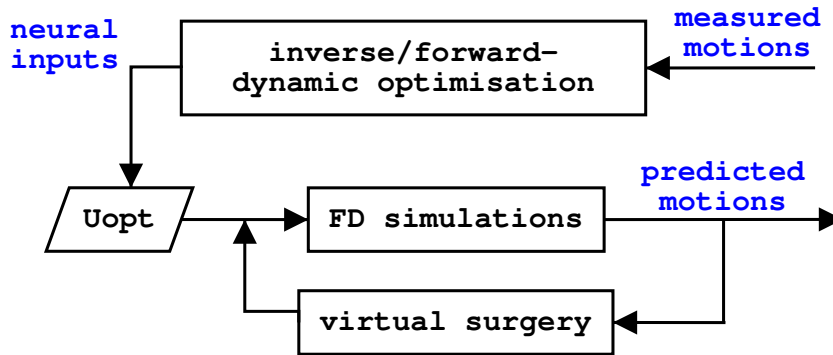 neural
inputs
inverse/forward–
dynamic optimisation
measured
motions
Uopt
FD simulations
predicted
motions
virtual surgery